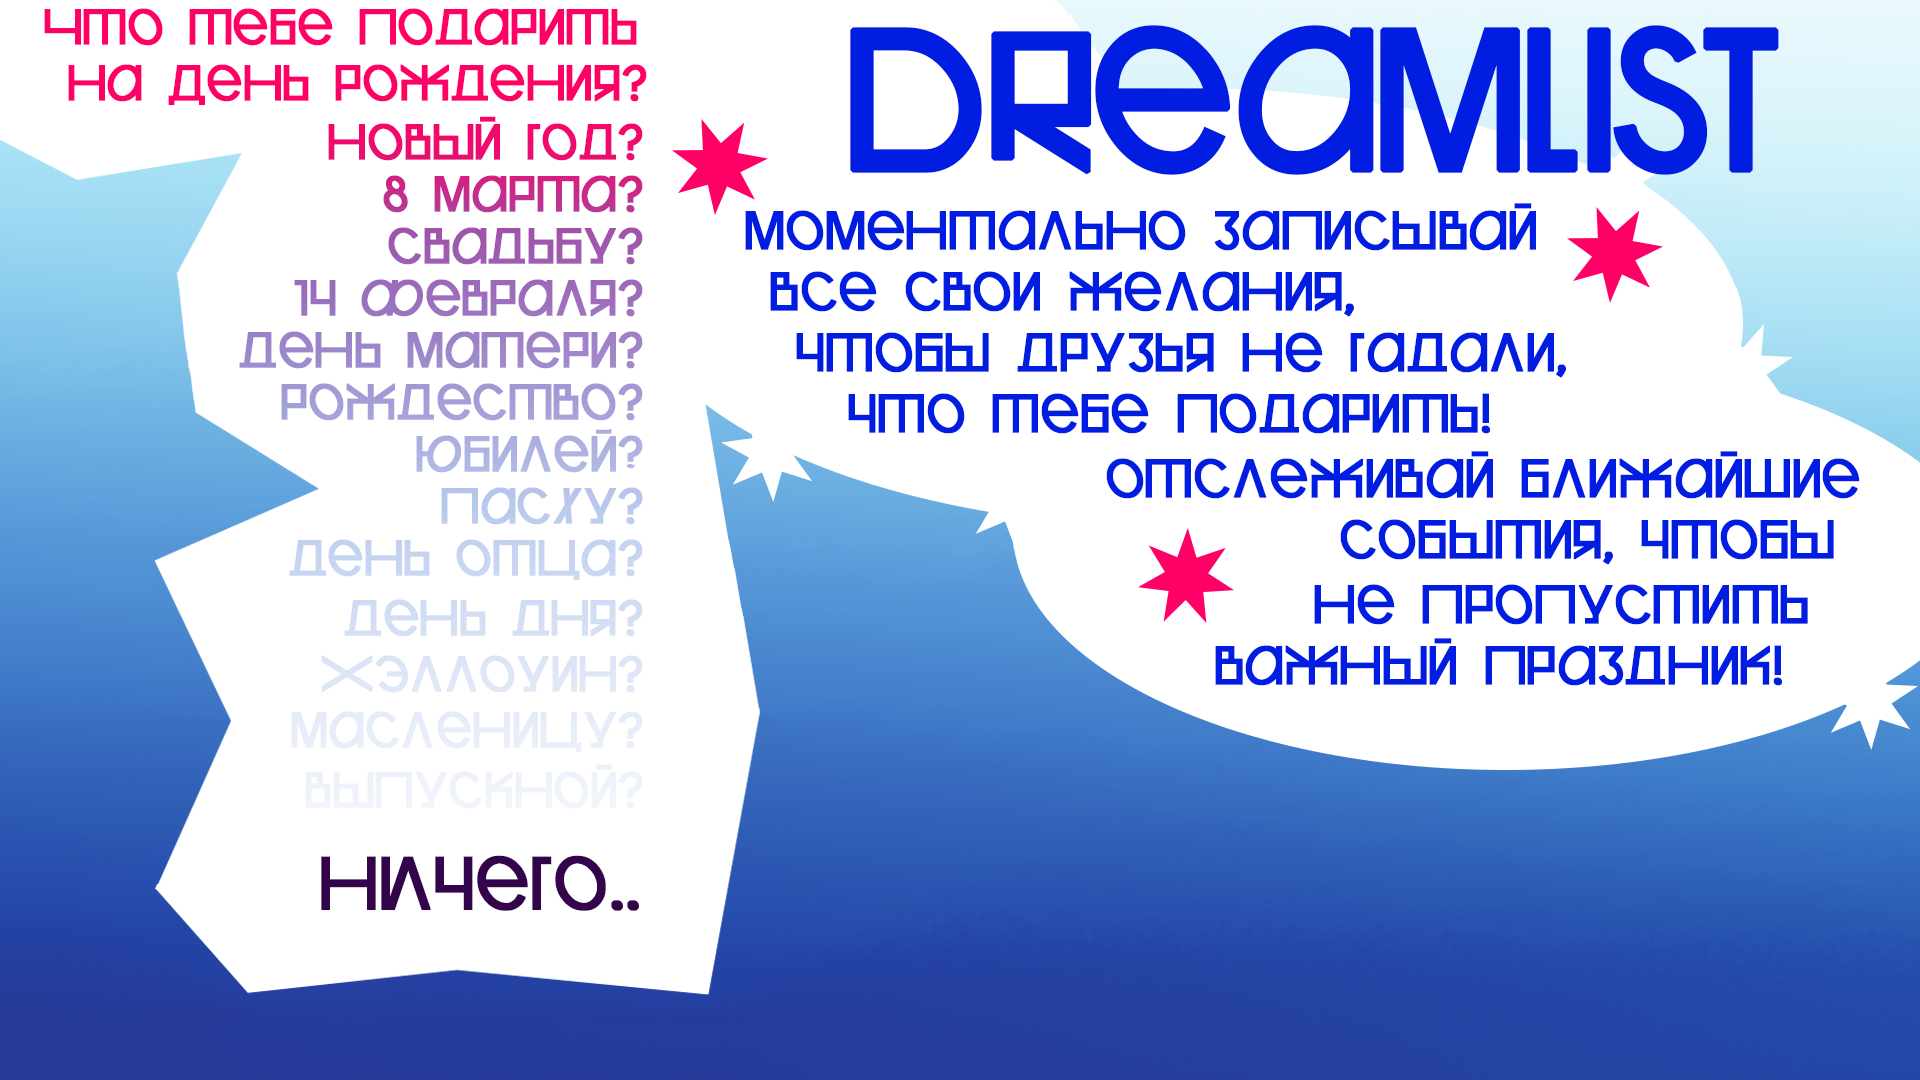 ЧТО ТЕБЕ ПОДАРИТЬ
НА ДЕНЬ РОЖДЕНИЯ?
НОВЫЙ ГОД?
8 МАРТА?
СВАДЬБУ?
14 ФЕВРАЛЯ?
ДЕНЬ МАТЕРИ?
РОЖДЕСТВО?
ЮБИЛЕЙ?
ПАСХУ?
ДЕНЬ ОТЦА?
ДЕНЬ ДНЯ?
ХЭЛЛОУИН?
МАСЛЕНИЦУ?
ВЫПУСКНОЙ?
НИЧЕГО..
DREAMLIST
МОМЕНТАЛЬНО ЗАПИСЫВАЙ
ВСЕ СВОИ ЖЕЛАНИЯ,
ЧТОБЫ ДРУЗЬЯ НЕ ГАДАЛИ,
ЧТО ТЕБЕ ПОДАРИТЬ!
ОТСЛЕЖИВАЙ БЛИЖАЙШИЕ
СОБЫТИЯ, ЧТОБЫ
НЕ ПРОПУСТИТЬ
ВАЖНЫЙ ПРАЗДНИК!